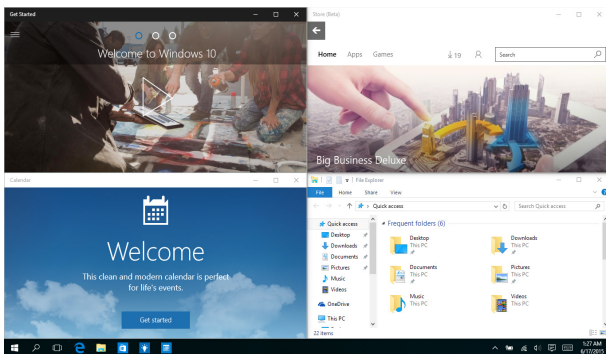 Get Started
Welcome to Windows 10
Store (Beta)
Home Apps Games
19
Search
Big Business Deluxe
Calendar
Welcome
This clean and modern calendar is perfect
for life's events.
Get started
File Explorer
File Home Share View
Quick access
Search Quick access
Quick access
Desktop
Downloads
Documents
Pictures
Music
Videos
OneDrive
This PC
22 items
Frequent folders (6)
Desktop
This PC
Downloads
This PC
Documents
This PC
Pictures
This PC
Music
This PC
Videos
This PC
1:27 AM
6/17/2015